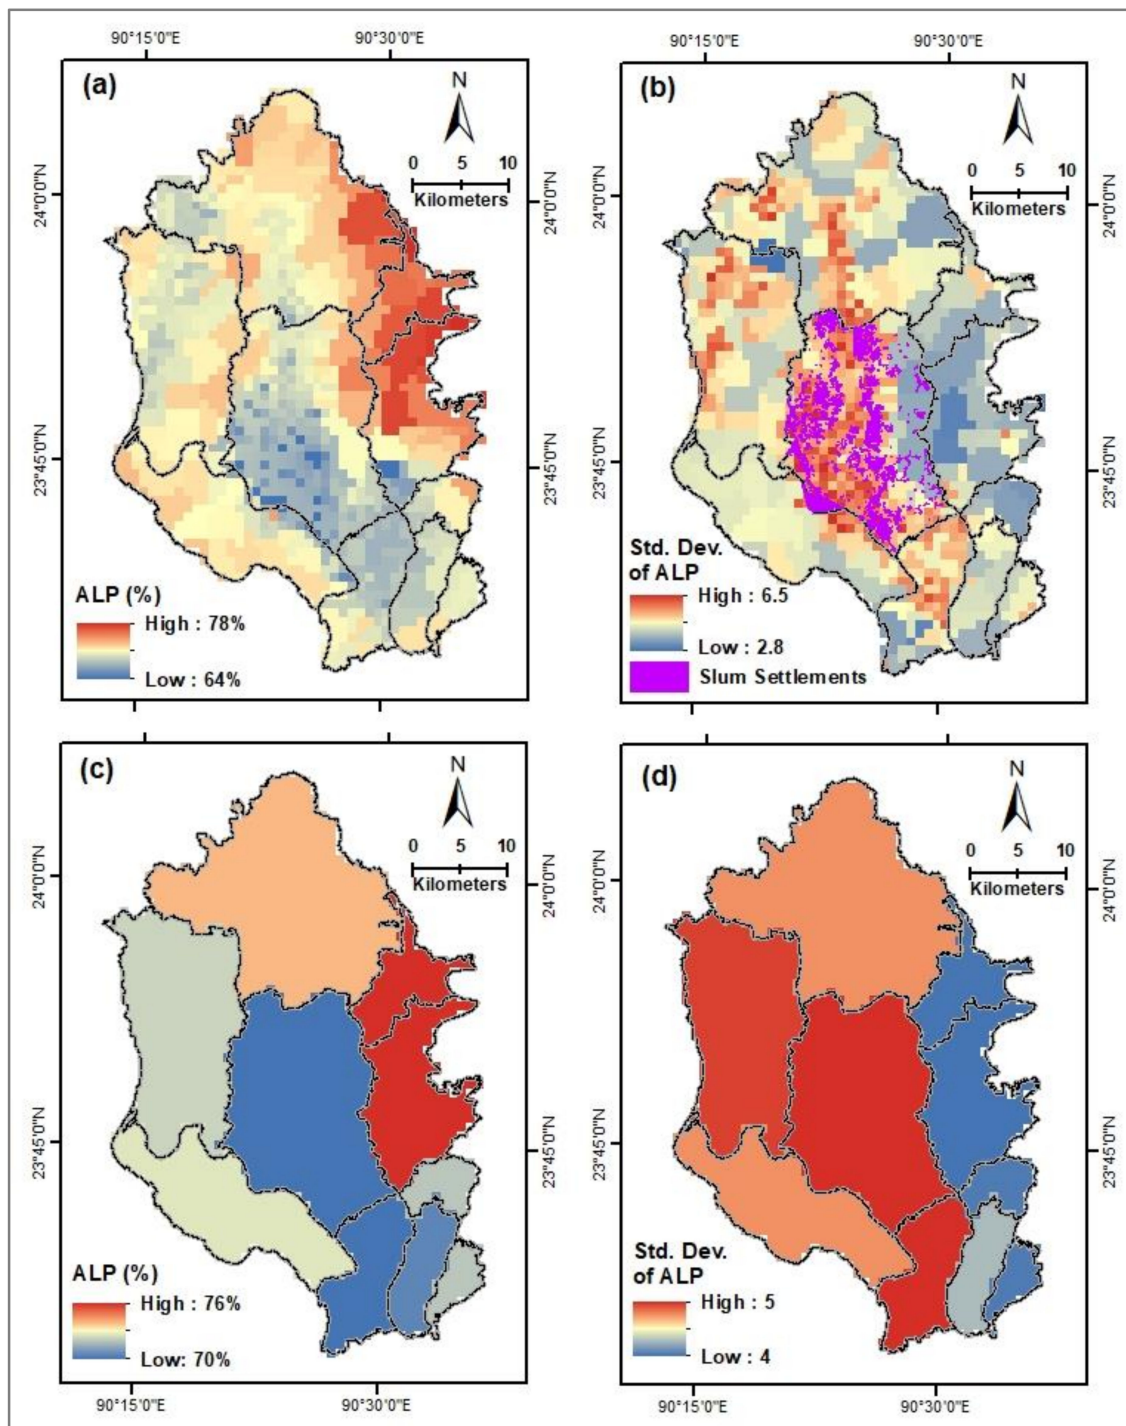 90°15'0"E 90°30'0"E 90°15'0"E 90°30'0"E
(a)
N
0 5 10
Kilometers
24°0'0"N
23°45'0"N
ALP (%)
High : 78%
Low : 64%
90°30'0"E
(b)
N
0 5 10
Kilometers
24°0'0"N
24°0'0"N
23°45'0"N
23°45'0"N
Std. Dev.
of ALP
High : 6.5
Low : 2.8
Slum Settlements
24°0'0"N
23°45'0"N
90°30'0"E
(c)
N
0 5 10
Kilometers
24°0'0"N
23°45'0"N
ALP (%)
High : 76%
Low: 70%
90°15'0"E 90°30'0"E
(d)
N
0 5 10
Kilometers
24°0'0"N
24°0'0"N
23°45'0"N
23°45'0"N
Std. Dev.
of ALP
High : 5
Low : 4
24°0'0"N
23°45'0"N
90°15'0"E 90°30'0"E